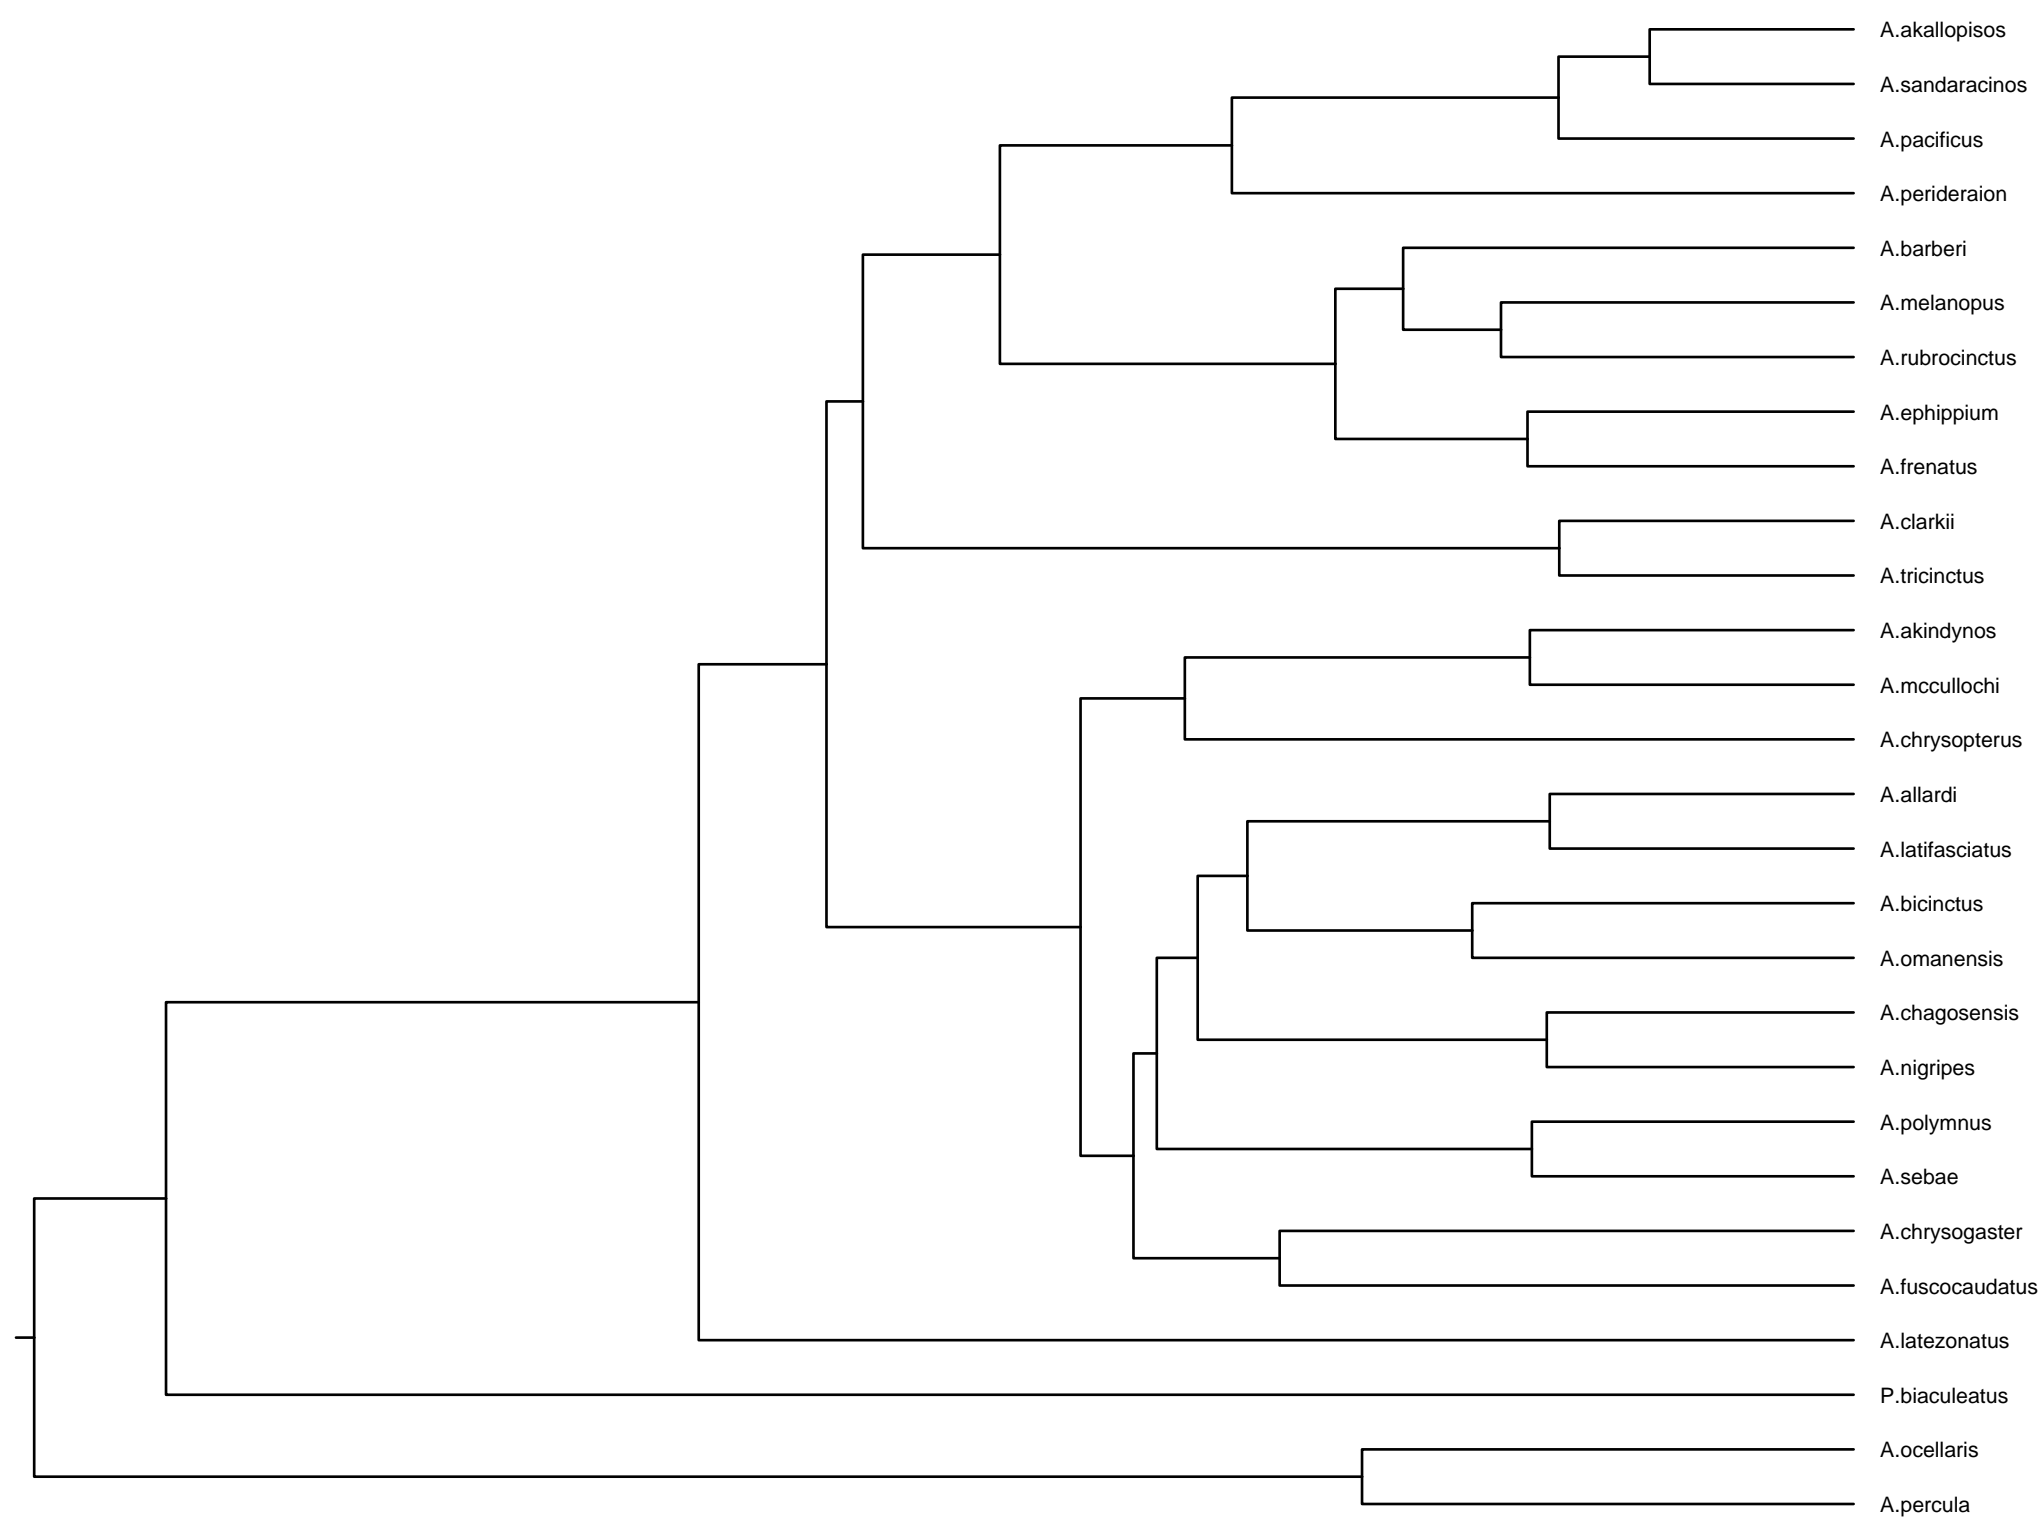 A.akallopisos
A.sandaracinos
A.pacificus
A.perideraion
A.barberi
A.melanopus
A.rubrocinctus
A.ephippium
A.frenatus
A.clarkii
A.tricinctus
A.akindynos
A.mccullochi
A.chrysopterus
A.allardi
A.latifasciatus
A.bicinctus
A.omanensis
A.chagosensis
A.nigripes
A.polymnus
A.sebae
A.chrysogaster
A.fuscocaudatus
A.latezonatus
P.biaculeatus
A.ocellaris
A.percula